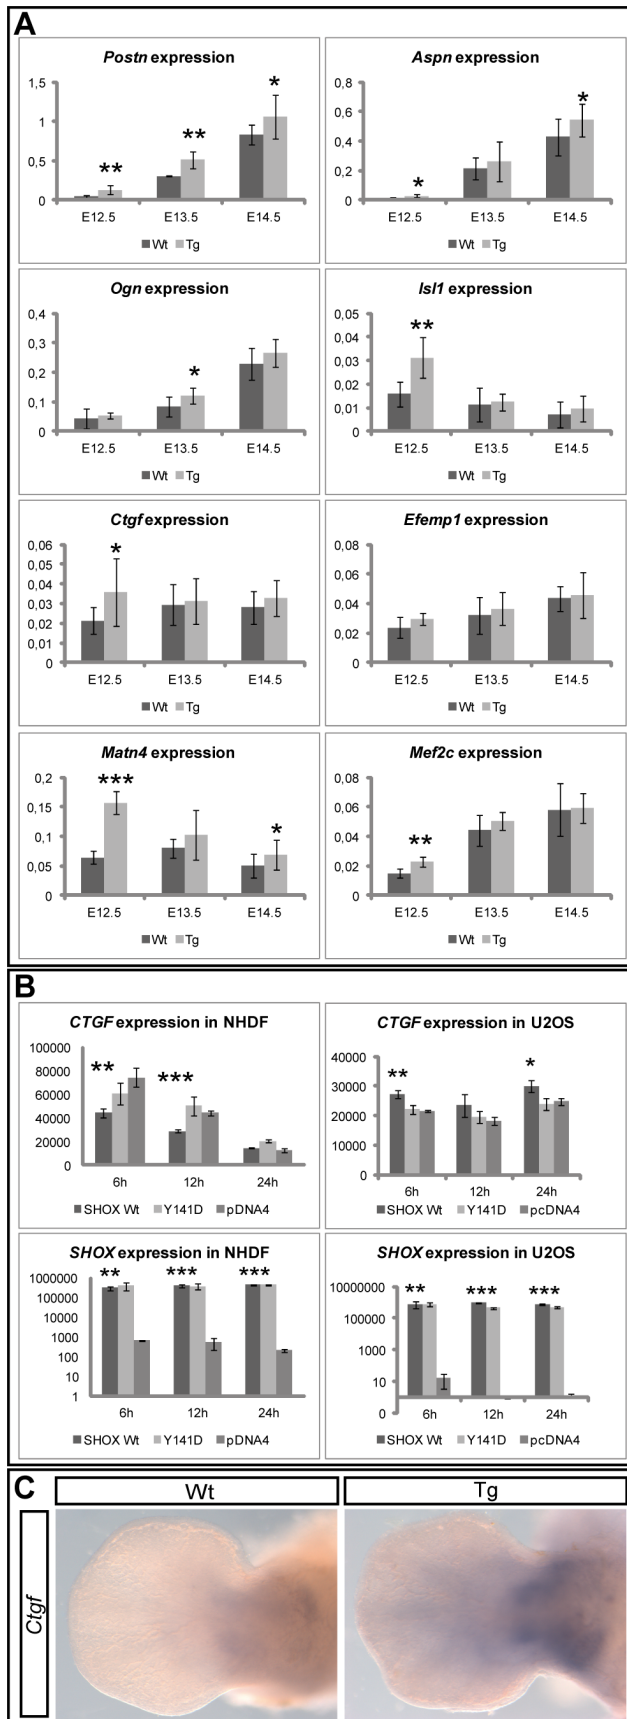 A
Postn expression
1,5
1
0,5
0
**
**
*
E12.5 E13.5 E14.5
Wt Tg
Aspn expression
0,8
0,6
0,4
0,2
0
*
*
E12.5 E13.5 E14.5
Wt Tg
Ogn expression
0,4
0,3
0,2
0,1
0
*
E12.5 E13.5 E14.5
Wt Tg
Isl1 expression
0,05
0,04
0,03
0,02
0,01
0
**
E12.5 E13.5 E14.5
Wt Tg
Ctgf expression
0,06
0,05
0,04
0,03
0,02
0,01
0
*
E12.5 E13.5 E14.5
Wt Tg
Efemp1 expression
0,08
0,06
0,04
0,02
0
E12.5 E13.5 E14.5
Wt Tg
Matn4 expression
0,2
0,15
0,1
0,05
0
***
*
E12.5 E13.5 E14.5
Wt Tg
Mef2c expression
0,08
0,06
0,04
0,02
0
**
E12.5 E13.5 E14.5
Wt Tg
B
CTGF expression in NHDF
100000
80000
60000
40000
20000
0
**
***
6h 12h 24h
SHOX Wt Y141D pDNA4
CTGF expression in U2OS
40000
30000
20000
10000
0
**
*
6h 12h 24h
SHOX Wt Y141D pcDNA4
SHOX expression in NHDF
1000000
100000
10000
1000
100
10
1
** *** ***
6h 12h 24h
SHOX Wt Y141D pDNA4
SHOX expression in U2OS
10000000
100000
1000
10
0
** *** ***
6h 12h 24h
SHOX Wt Y141D pcDNA4
C
Wt Tg
Ctgf